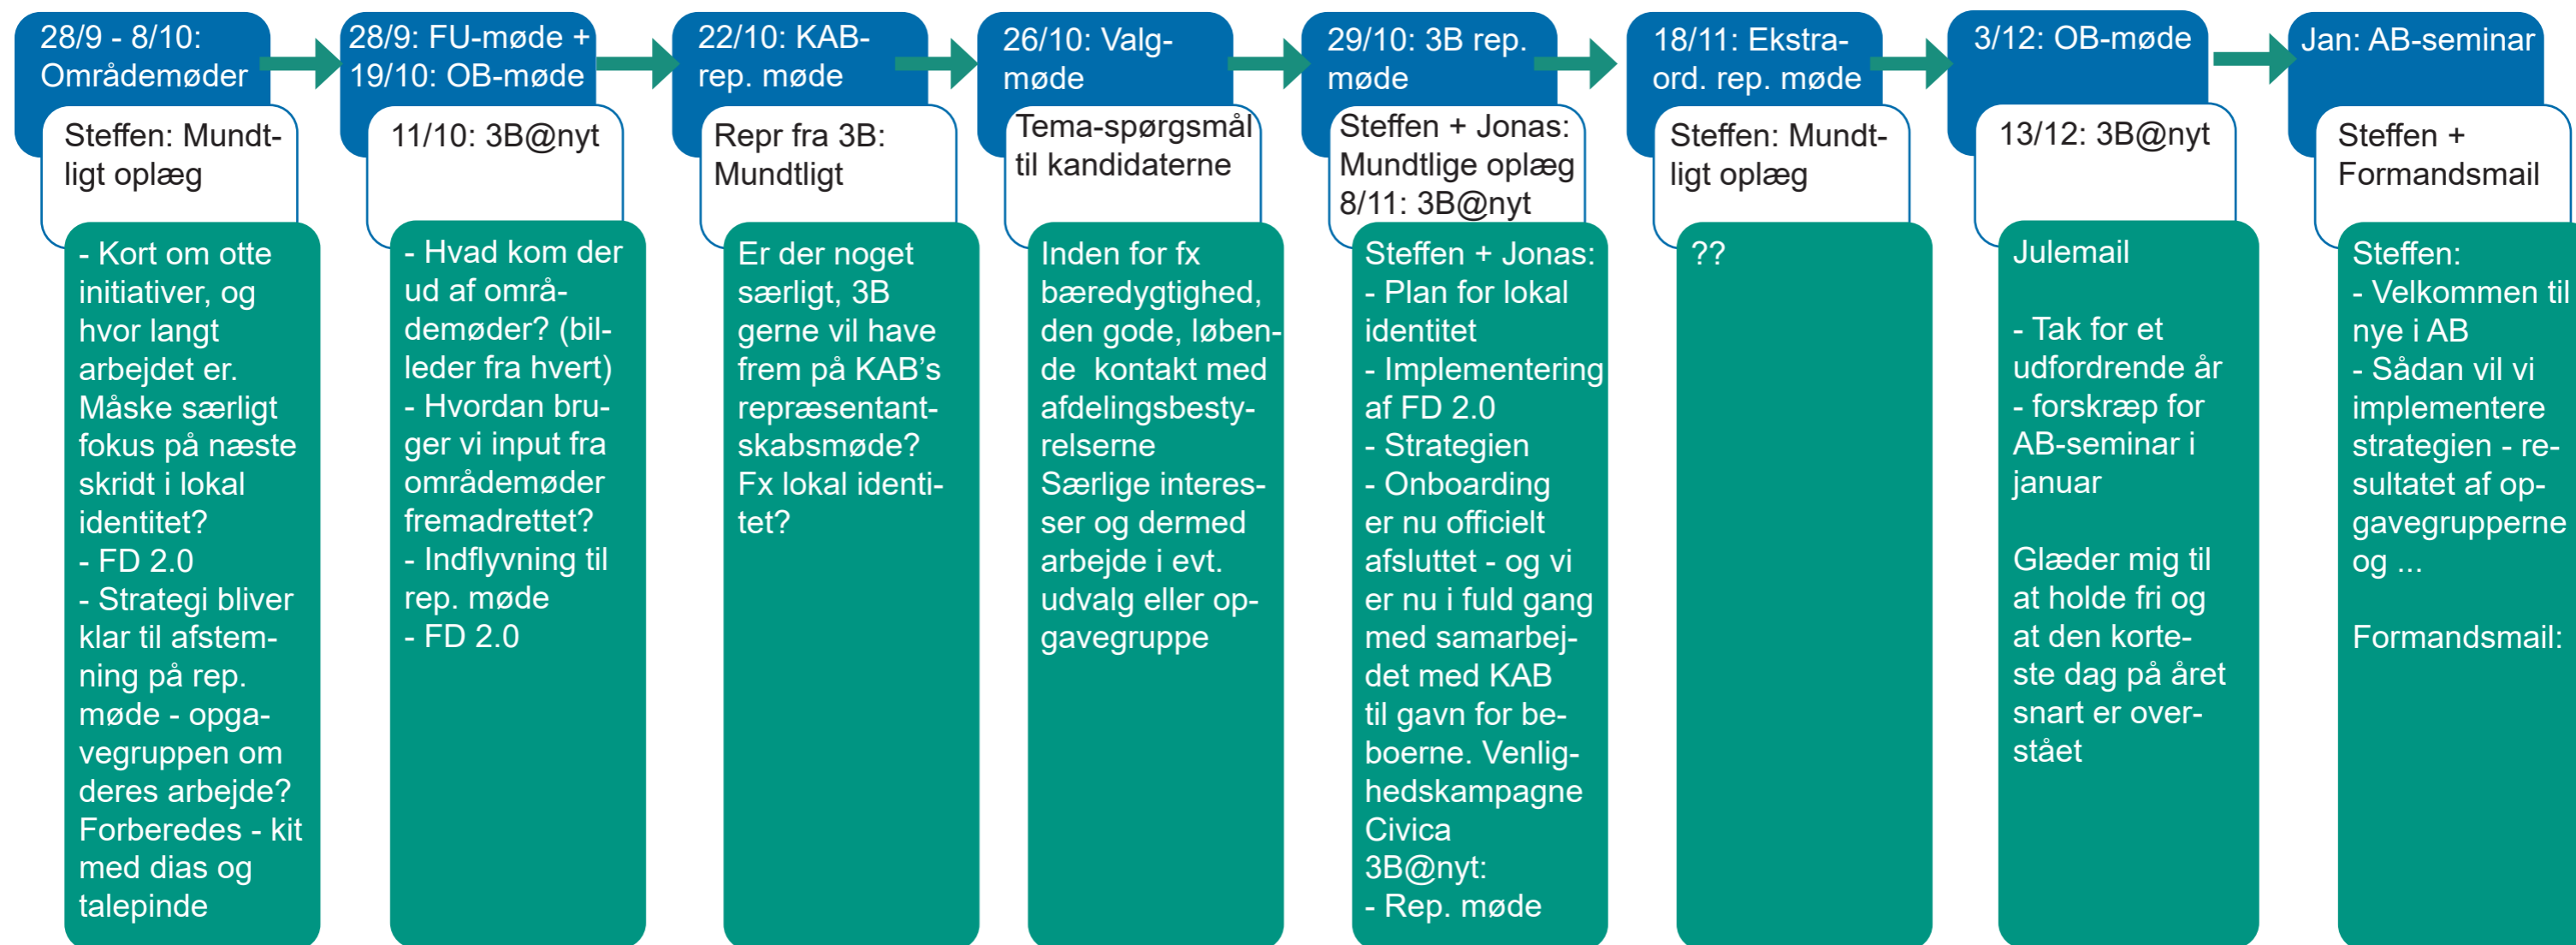 28/9 - 8/10:
Områdemøder
Steffen: Mundt-
ligt oplæg
- Kort om otte
initiativer, og
hvor langt
arbejdet er.
Måske særligt
fokus på næste
skridt i lokal
identitet?
- FD 2.0
- Strategi bliver
klar til afstem-
ning på rep.
møde - opga-
vegruppen om
deres arbejde?
Forberedes - kit
med dias og
talepinde
28/9: FU-møde +
19/10: OB-møde
11/10: 3B@nyt
- Hvad kom der
ud af områ-
demøder? (bil-
leder fra hvert)
- Hvordan bru-
ger vi input fra
områdemøder
fremadrettet?
- Indflyvning til
rep. møde
- FD 2.0
22/10: KAB-
rep. møde
Repr fra 3B:
Mundtligt
Er der noget
særligt, 3B
gerne vil have
frem på KAB's
repræsentant-
skabsmøde?
Fx lokal identi-
tet?
26/10: Valg-
møde
Tema-spørgsmål
til kandidaterne
Inden for fx
bæredygtighed,
den gode, løben-
de  kontakt med
afdelingsbesty-
relserne
Særlige interes-
ser og dermed
arbejde i evt.
udvalg eller op-
gavegruppe
29/10: 3B rep.
møde
Steffen + Jonas:
Mundtlige oplæg
8/11: 3B@nyt
Steffen + Jonas:
- Plan for lokal
identitet
- Implementering
af FD 2.0
- Strategien
- Onboarding
er nu officielt
afsluttet - og vi
er nu i fuld gang
med samarbej-
det med KAB
til gavn for be-
boerne. Venlig-
hedskampagne
Civica
3B@nyt:
- Rep. møde
18/11: Ekstra-
ord. rep. møde
Steffen: Mundt-
ligt oplæg
??
3/12: OB-møde
13/12: 3B@nyt
Julemail
- Tak for et
udfordrende år
- forskræp for
AB-seminar i
januar
Glæder mig til
at holde fri og
at den korte-
ste dag på året
snart er over-
stået
Jan: AB-seminar
Steffen +
Formandsmail
Steffen:
- Velkommen til
nye i AB
- Sådan vil vi
implementere
strategien - re-
sultatet af op-
gavegrupperne
og ...
Formandsmail: